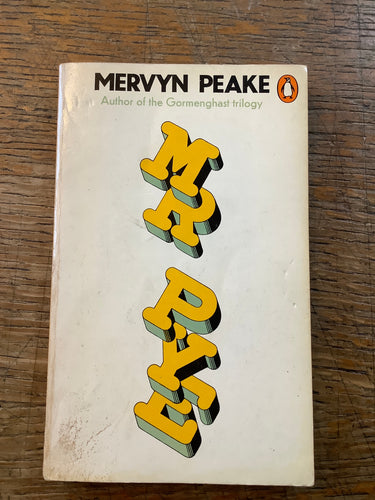 MERVYN PEAKE
Author of the Gormenghast trilogy
MR
PYE